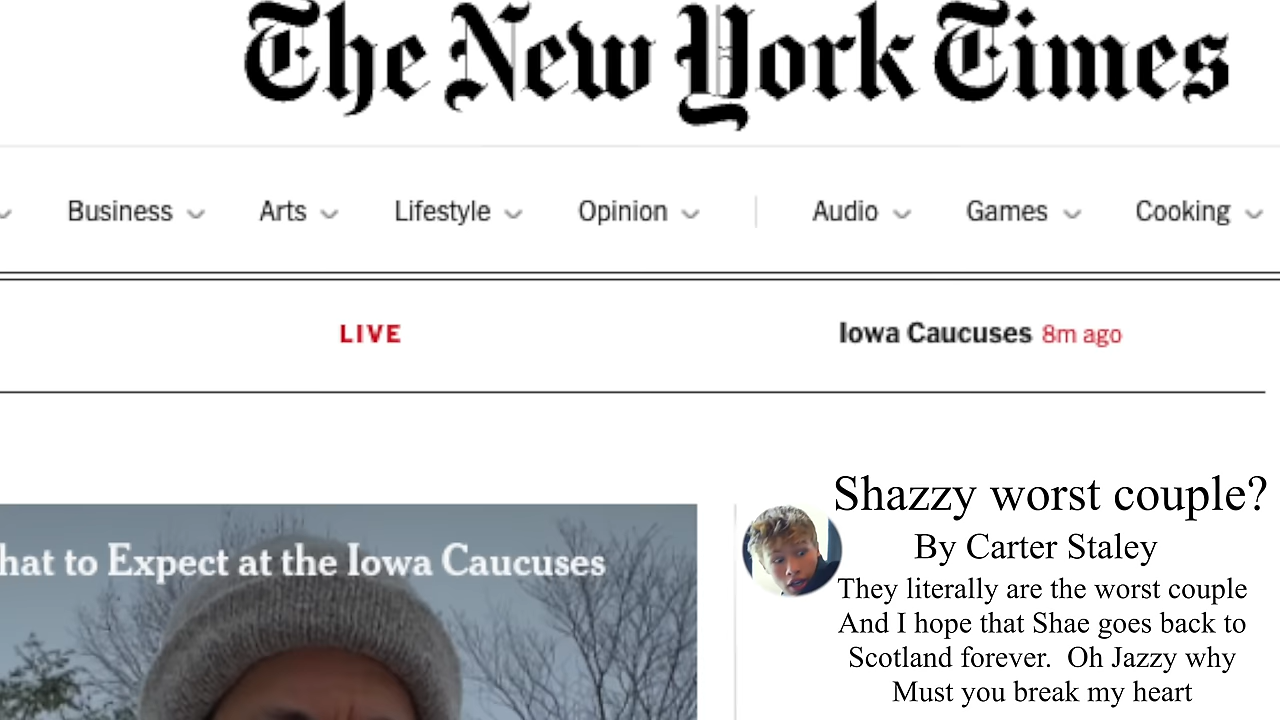 The New York Times
Business Arts Lifestyle Opinion Audio Games Cooking
LIVE Iowa Caucuses 8m ago
hat to Expect at the Iowa Caucuses
Shazzy worst couple?
By Carter Staley
They literally are the worst couple
And I hope that Shae goes back to
Scotland forever. Oh Jazzy why
Must you break my heart